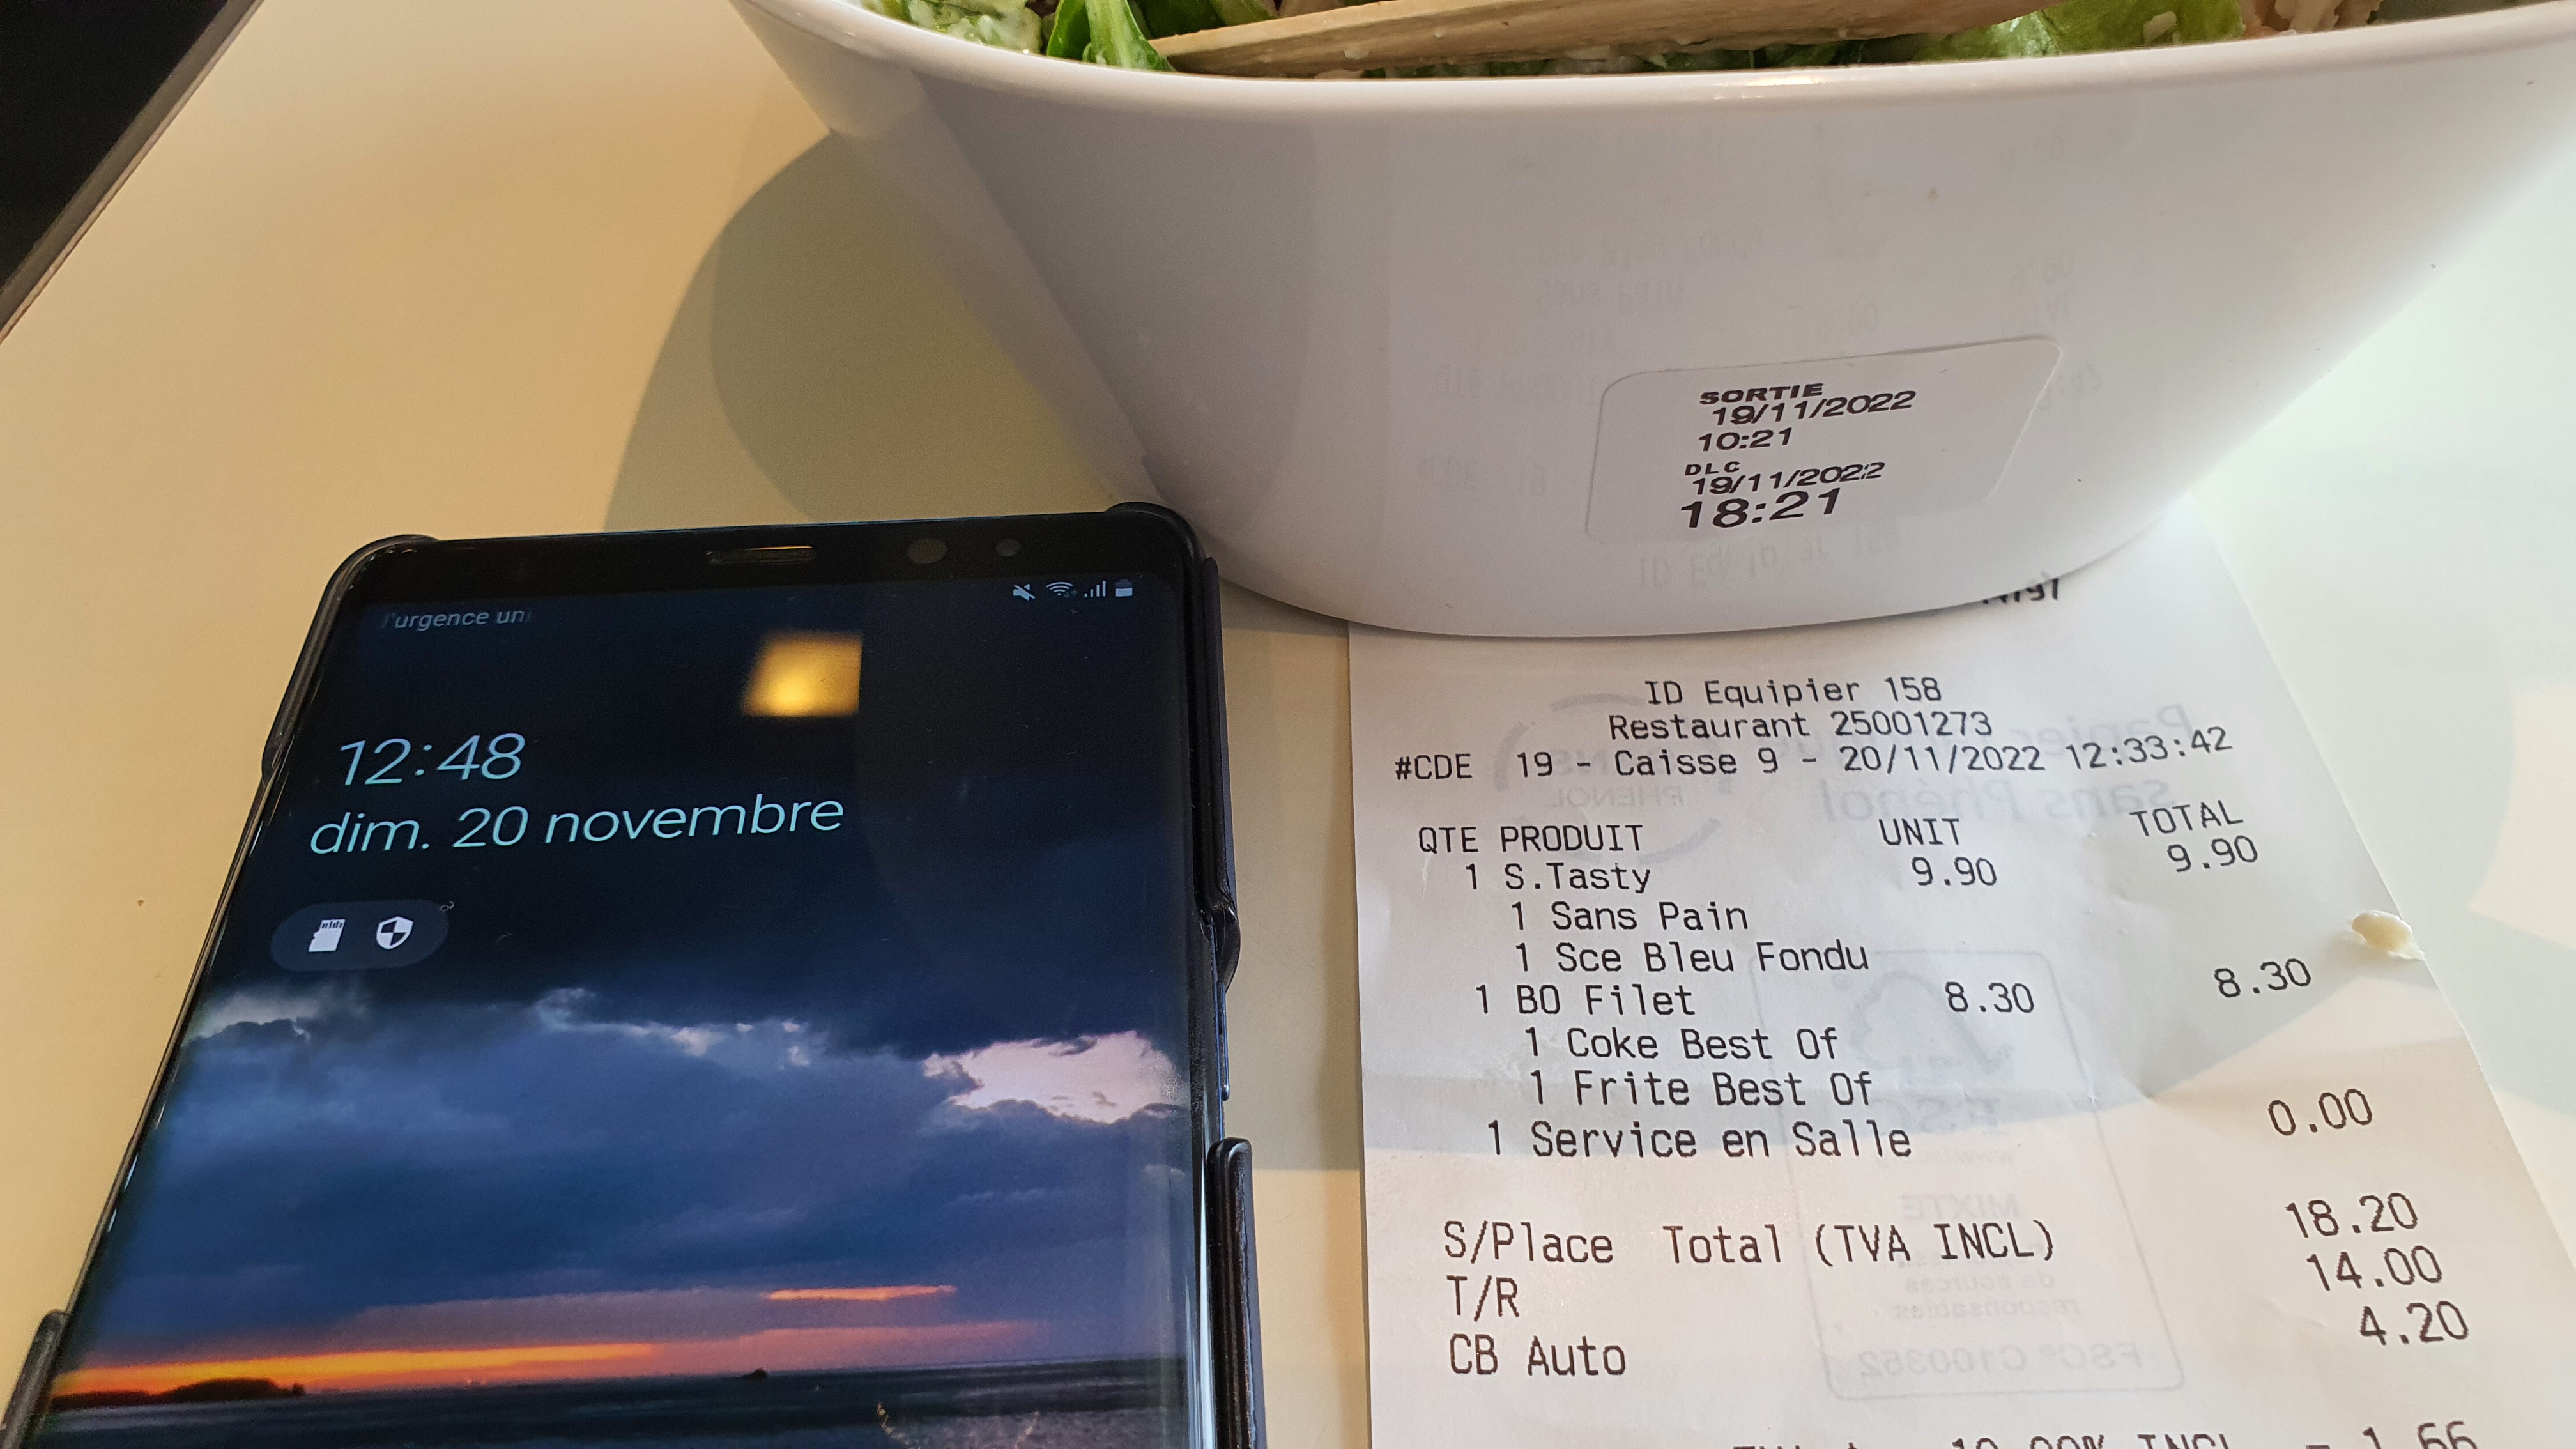 SORTIE
19/11/2022
10:21
DLC
19/11/2022
18:21
l'urgence un
12:48
dim. 20 novembre
ID Equipier 158
Restaurant 25001273
#CDE 19 - Caisse 9 - 20/11/2022 12:33:42
QTE PRODUIT UNIT TOTAL
1 S.Tasty 9.90 9.90
1 Sans Pain
1 Sce Bleu Fondu
1 BO Filet 8.30 8.30
1 Coke Best Of
1 Frite Best Of
1 Service en Salle 0.00
S/Place Total (TVA INCL) 18.20
T/R 14.00
CB Auto 4.20